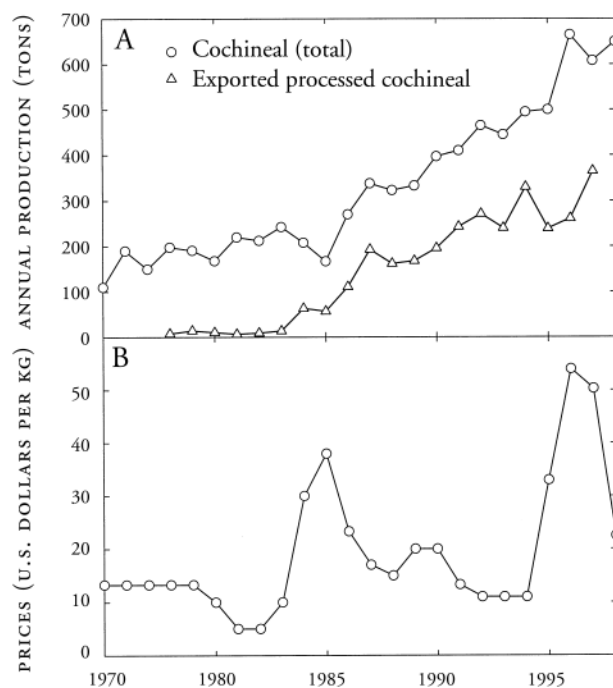 A
○ Cochineal (total)
△ Exported processed cochineal
ANNUAL PRODUCTION (TONS)
700
600
500
400
300
200
100
0
B
PRICES (U.S. DOLLARS PER KG)
50
40
30
20
10
0
1970 1980 1985 1990 1995